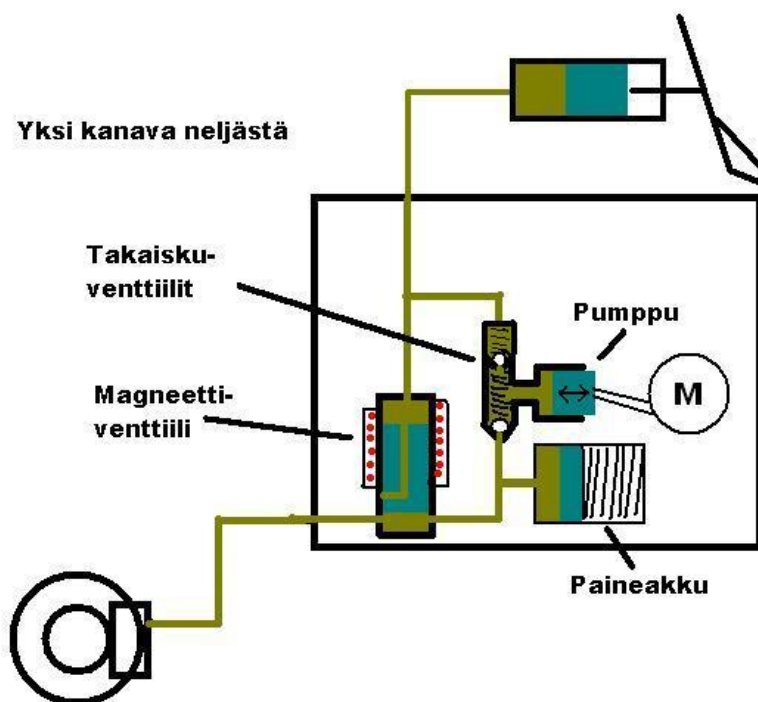 Yksi kanava neljästä
Takaisku-
venttiilit
Pumppu
M
Magneetti-
venttiili
Paineakku